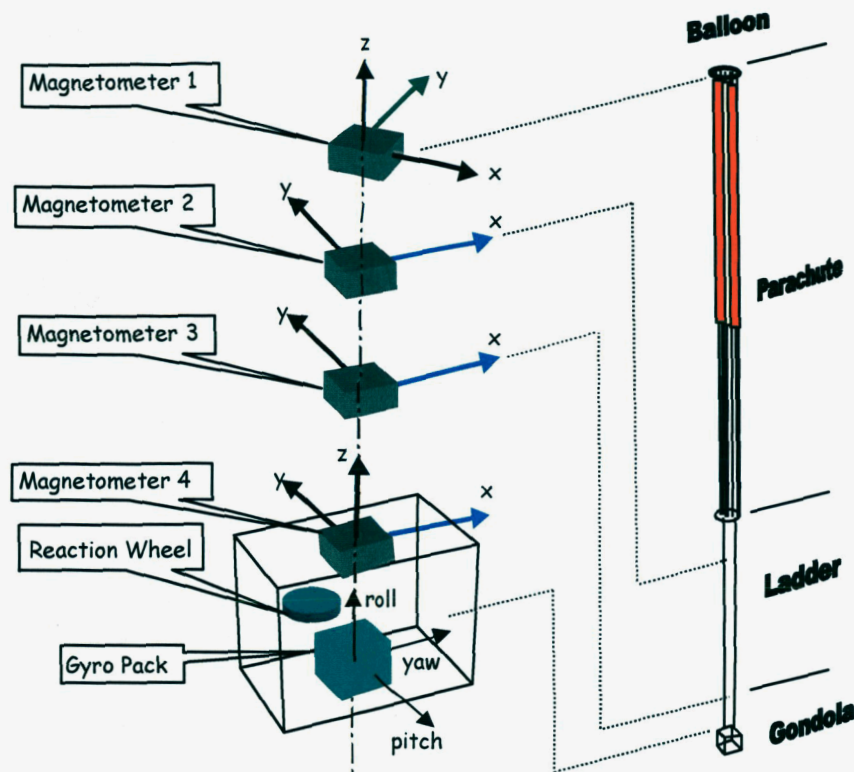 Balloon
z
y
Magnetometer 1
x
y
Magnetometer 2
x
Parachute
y
Magnetometer 3
x
z
Magnetometer 4
y
x
Reaction Wheel
Ladder
roll
Gyro Pack
yaw
Gondola
pitch